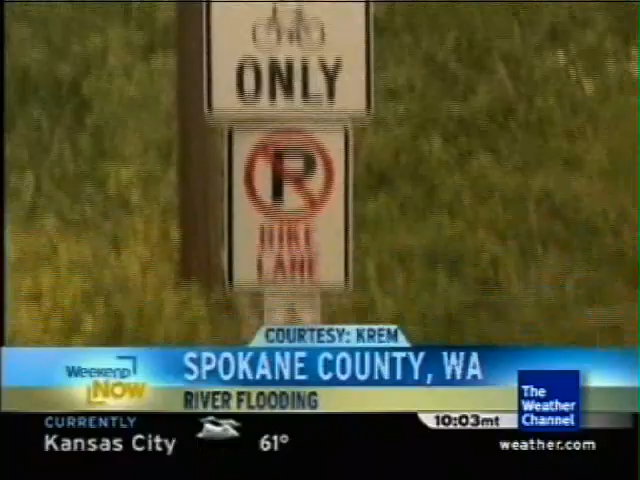 ONLY
P
BIKE
LANE
COURTESY: KREM
SPOKANE COUNTY, WA
Weekend
Now
RIVER FLOODING
The
Weather
Channel
10:03mt
CURRENTLY
Kansas City 61°
weather.com